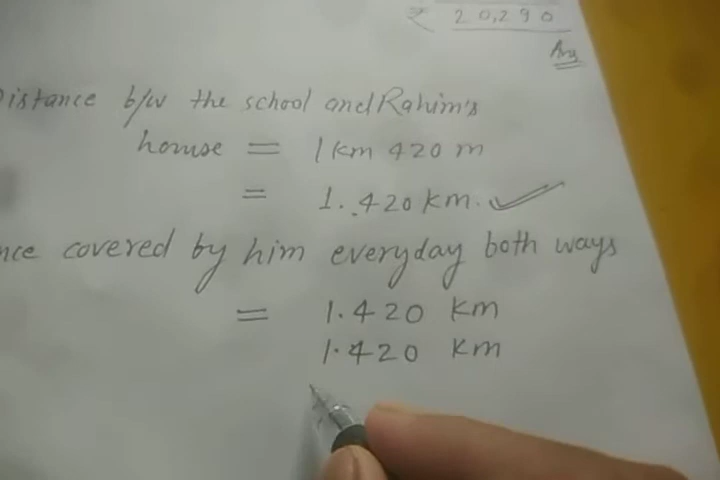 ₹ 20,290
Ans
Distance b/w the school and Rahim's
house = 1 km 420 m
= 1.420 km.
nce covered by him everyday both ways
= 1.420 km
1.420 km